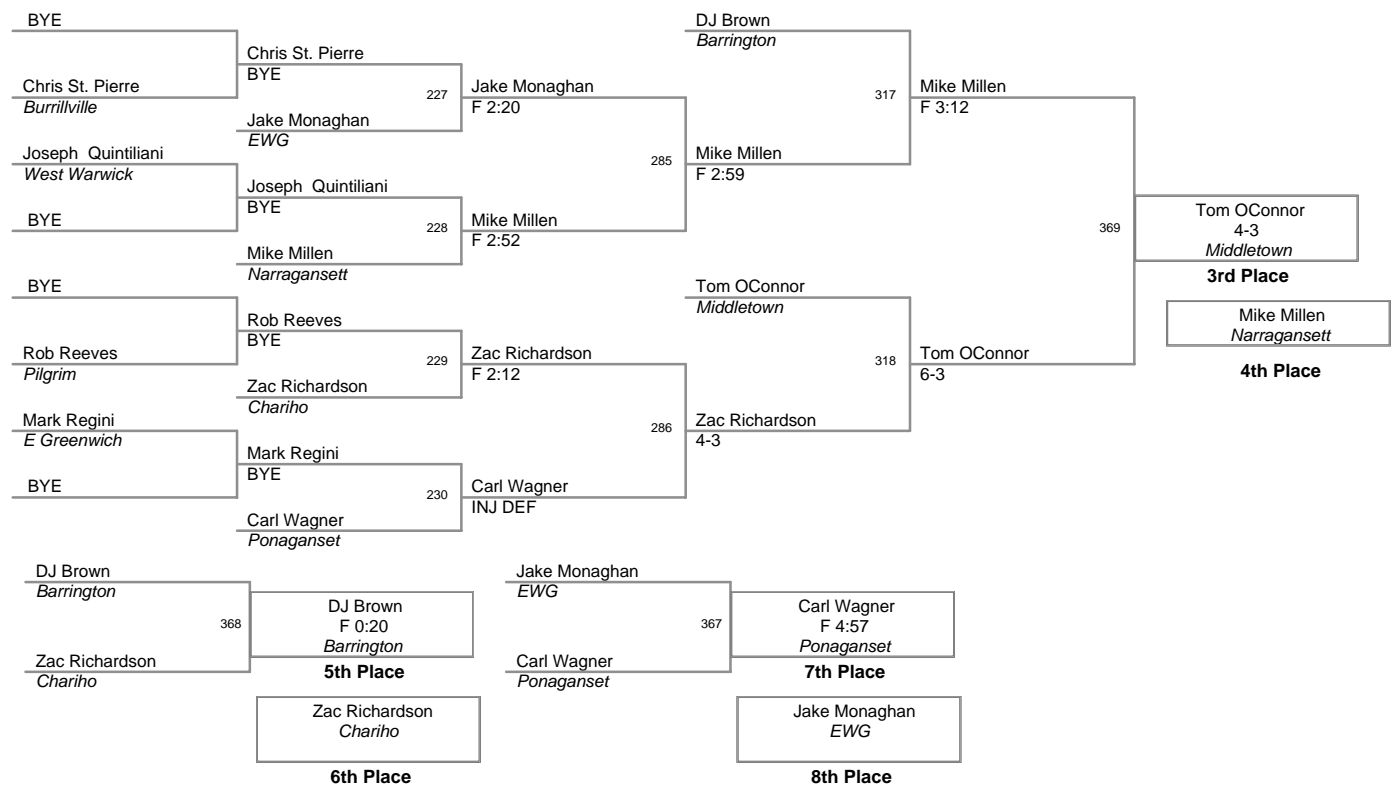 BYE
Chris St. Pierre
Burrillville
Joseph Quintiliani
West Warwick
BYE
BYE
Rob Reeves
Pilgrim
Mark Regini
E Greenwich
BYE
Chris St. Pierre
BYE
227
Jake Monaghan
EWG
Joseph Quintiliani
BYE
228
Mike Millen
Narragansett
Rob Reeves
BYE
229
Zac Richardson
Chariho
Mark Regini
BYE
230
Carl Wagner
Ponaganset
Jake Monaghan
F 2:20
285
Mike Millen
F 2:52
Zac Richardson
F 2:12
286
Carl Wagner
INJ DEF
DJ Brown
Barrington
317
Mike Millen
F 2:59
Tom OConnor
Middletown
318
Zac Richardson
4-3
Mike Millen
F 3:12
369
Tom OConnor
6-3
Tom OConnor
4-3
Middletown
3rd Place
Mike Millen
Narragansett
4th Place
DJ Brown
Barrington
368
Zac Richardson
Chariho
DJ Brown
F 0:20
Barrington
5th Place
Zac Richardson
Chariho
6th Place
Jake Monaghan
EWG
367
Carl Wagner
Ponaganset
Carl Wagner
F 4:57
Ponaganset
7th Place
Jake Monaghan
EWG
8th Place